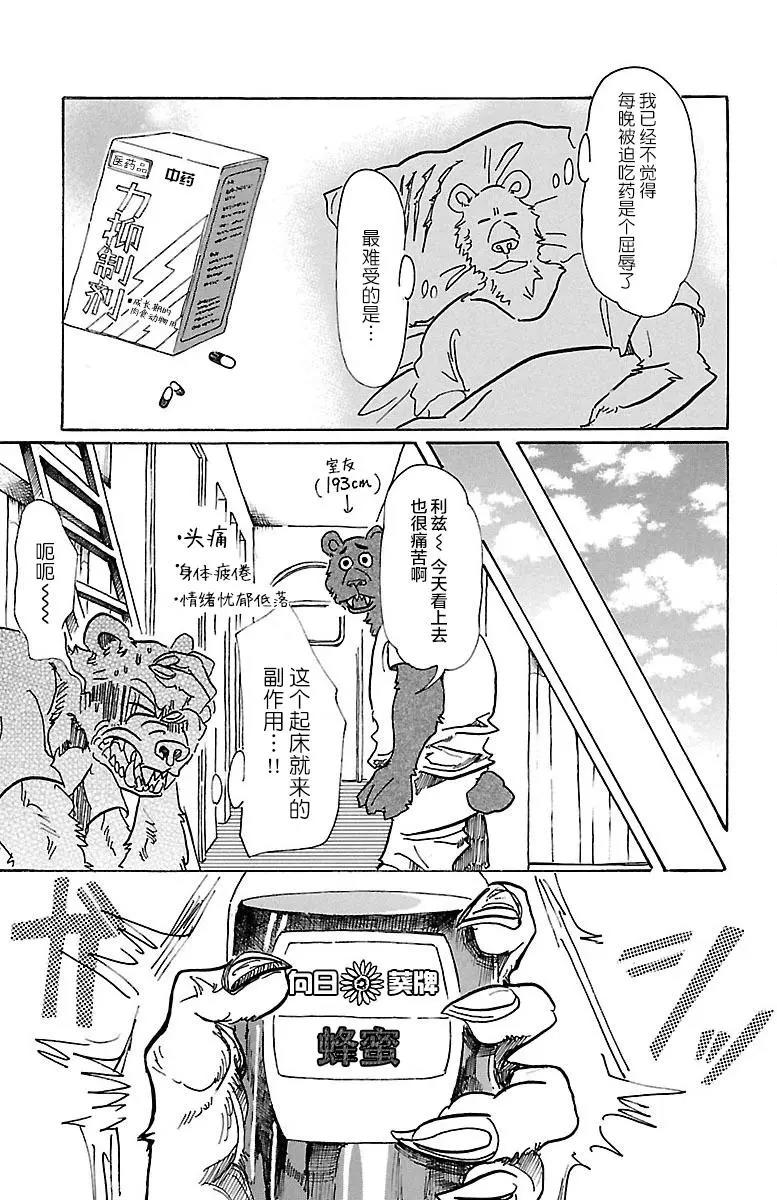 我已经不觉得
每晚被迫吃药是个屈辱了
最难受的是…
医药品
中药
力抑制剂
•成长期的
肉食动物用
利兹~今天看上去
也很痛苦啊
室友
(193cm)
•头痛
•身体疲倦
•情绪忧郁低落
这个起床就来的
副作用…!!
呃呃~~~
向日葵牌
蜂蜜